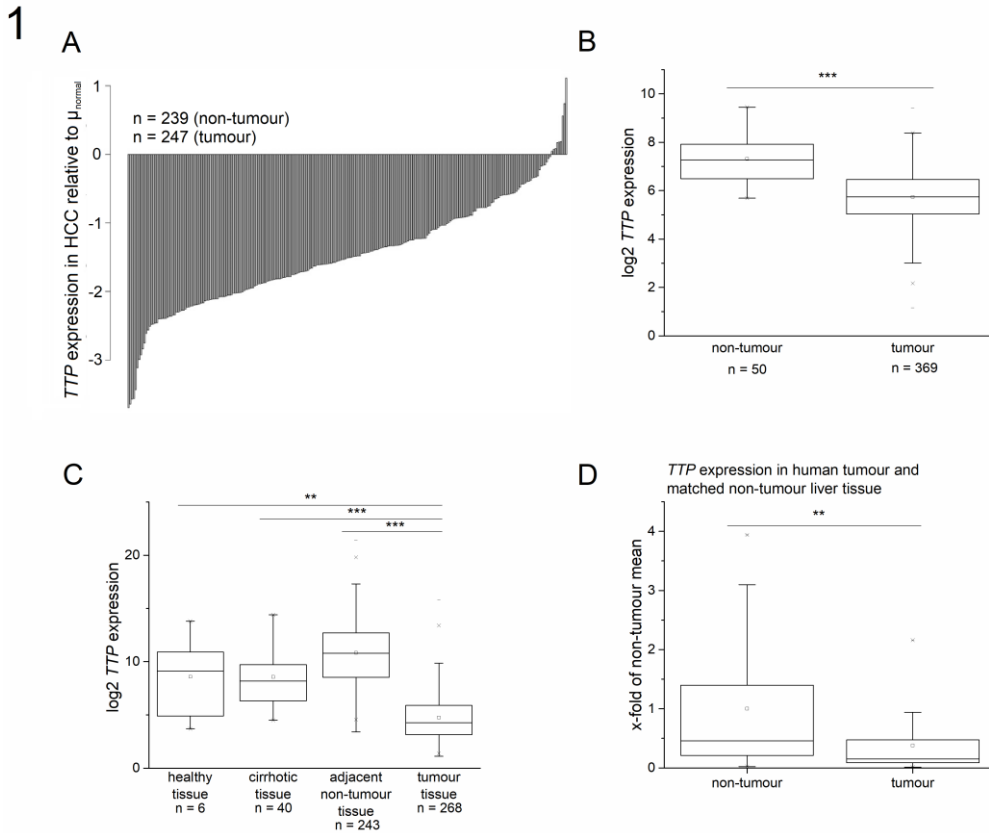 1
A
TTP expression in HCC relative to μnormal
1
0
-1
-2
-3
n = 239 (non-tumour)
n = 247 (tumour)
B
log2 TTP expression
10
8
6
4
2
0
***
non-tumour
n = 50
tumour
n = 369
C
log2 TTP expression
20
10
0
**
***
***
healthy
tissue
n = 6
cirrhotic
tissue
n = 40
adjacent
non-tumour
tissue
n = 243
tumour
tissue
n = 268
D
TTP expression in human tumour and
matched non-tumour liver tissue
x-fold of non-tumour mean
4
3
2
1
0
**
non-tumour
tumour